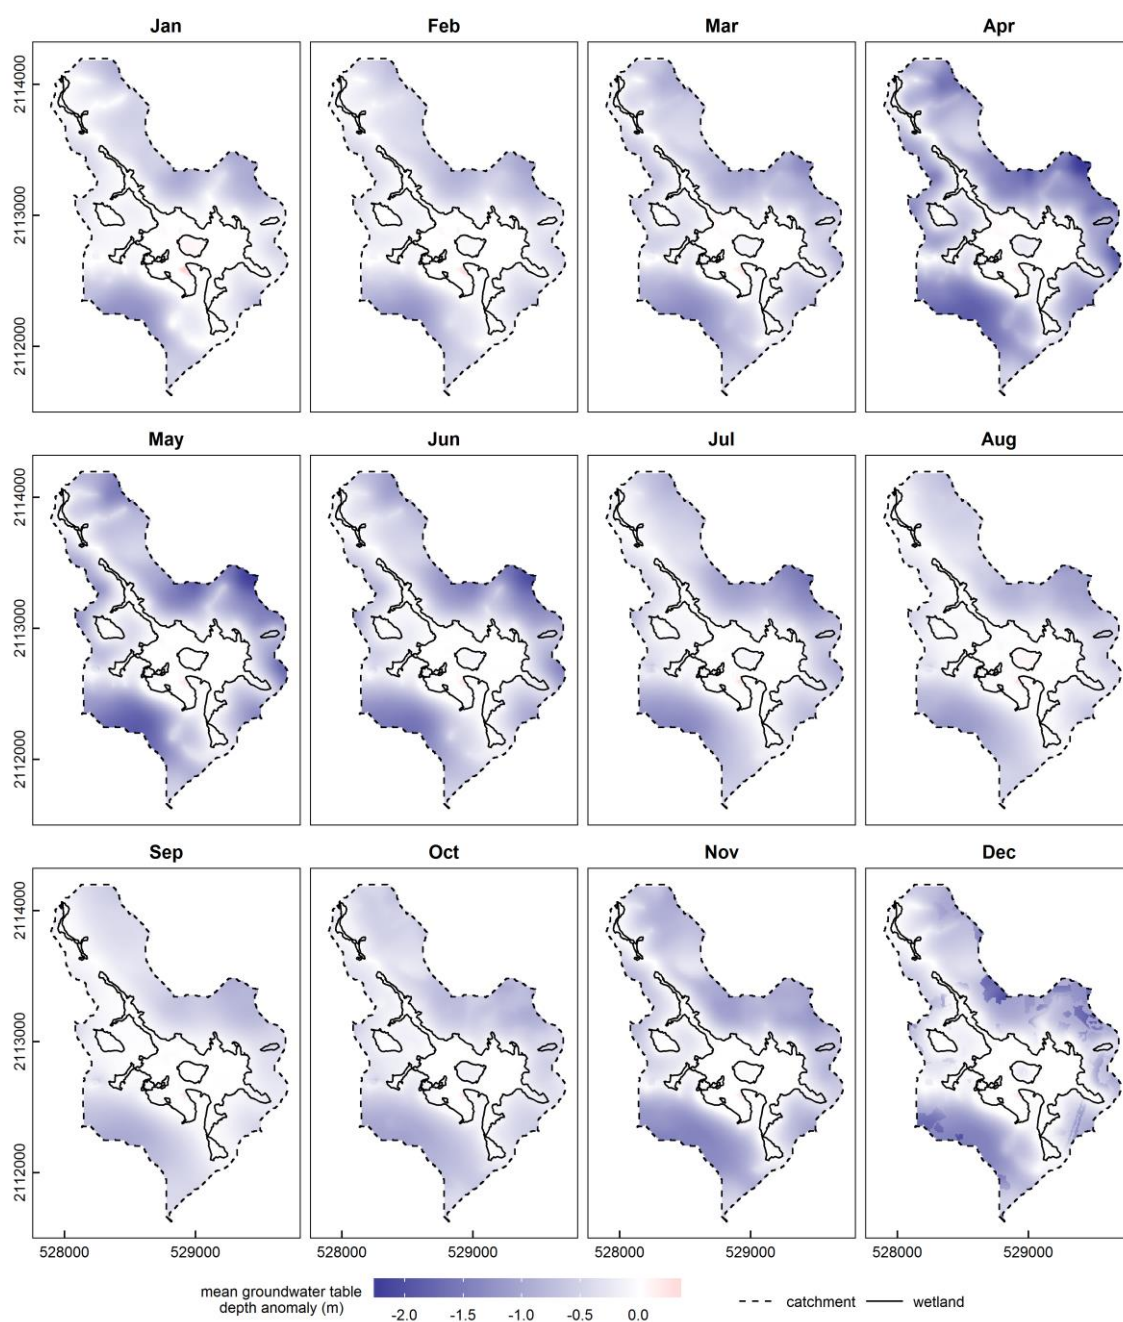 Jan Feb Mar Apr
2114000
2113000
2112000
May Jun Jul Aug
2114000
2113000
2112000
Sep Oct Nov Dec
2114000
2113000
2112000
528000 529000 528000 529000 528000 529000 528000 529000
mean groundwater table
depth anomaly (m)
-2.0 -1.5 -1.0 -0.5 0.0
catchment wetland